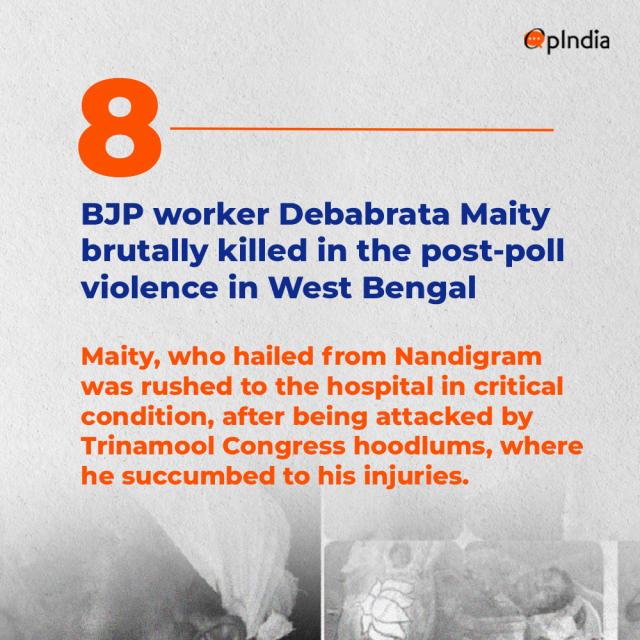 OpIndia
8
BJP worker Debabrata Maity
brutally killed in the post-poll
violence in West Bengal
Maity, who hailed from Nandigram
was rushed to the hospital in critical
condition, after being attacked by
Trinamool Congress hoodlums, where
he succumbed to his injuries.